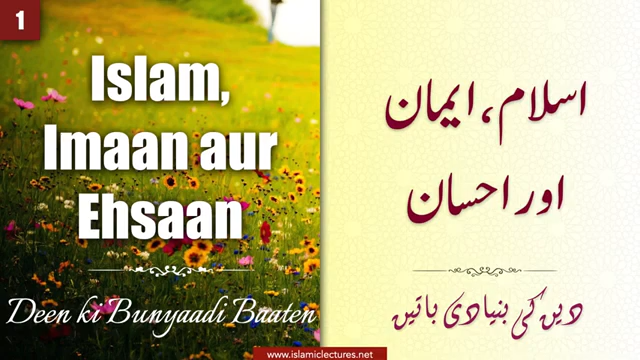 1
Islam,
Imaan aur
Ehsaan
Deen ki Bunyaadi Baaten
اسلام، ایمان
اور احسان
دین کی بنیادی باتیں
www.islamiclectures.net